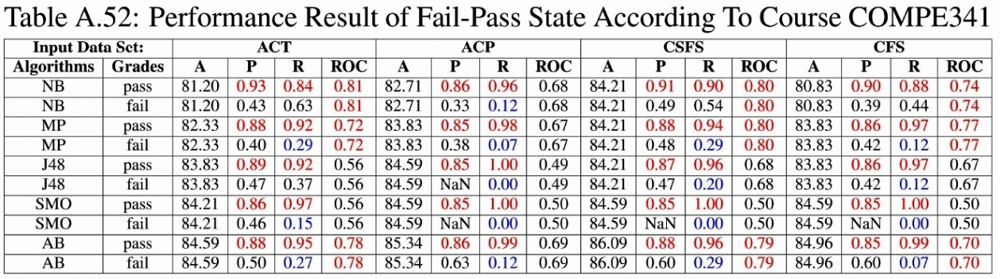 Table A.52: Performance Result of Fail-Pass State According To Course COMPE341
Input Data Set: ACT ACP CSFS CFS
Algorithms Grades A P R ROC A P R ROC A P R ROC A P R ROC
NB pass 81.20 0.93 0.84 0.81 82.71 0.86 0.96 0.68 84.21 0.91 0.90 0.80 80.83 0.90 0.88 0.74
NB fail 81.20 0.43 0.63 0.81 82.71 0.33 0.12 0.68 84.21 0.49 0.54 0.80 80.83 0.39 0.44 0.74
MP pass 82.33 0.88 0.92 0.72 83.83 0.85 0.98 0.67 84.21 0.88 0.94 0.80 83.83 0.86 0.97 0.77
MP fail 82.33 0.40 0.29 0.72 83.83 0.38 0.07 0.67 84.21 0.48 0.29 0.80 83.83 0.42 0.12 0.77
J48 pass 83.83 0.89 0.92 0.56 84.59 0.85 1.00 0.49 84.21 0.87 0.96 0.68 83.83 0.86 0.97 0.67
J48 fail 83.83 0.47 0.37 0.56 84.59 NaN 0.00 0.49 84.21 0.47 0.20 0.68 83.83 0.42 0.12 0.67
SMO pass 84.21 0.86 0.97 0.56 84.59 0.85 1.00 0.50 84.59 0.85 1.00 0.50 84.59 0.85 1.00 0.50
SMO fail 84.21 0.46 0.15 0.56 84.59 NaN 0.00 0.50 84.59 NaN 0.00 0.50 84.59 NaN 0.00 0.50
AB pass 84.59 0.88 0.95 0.78 85.34 0.86 0.99 0.69 86.09 0.88 0.96 0.79 84.96 0.85 0.99 0.70
AB fail 84.59 0.50 0.27 0.78 85.34 0.63 0.12 0.69 86.09 0.60 0.29 0.79 84.96 0.60 0.07 0.70